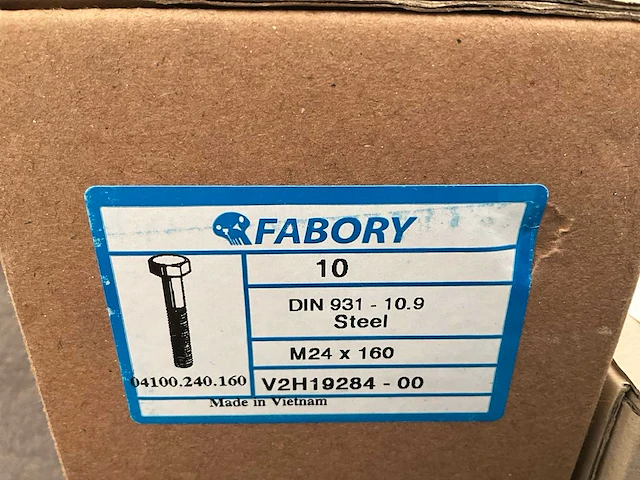 FABORY
10
DIN 931 - 10.9
Steel
M24 x 160
04100.240.160
V2H19284 - 00
Made in Vietnam